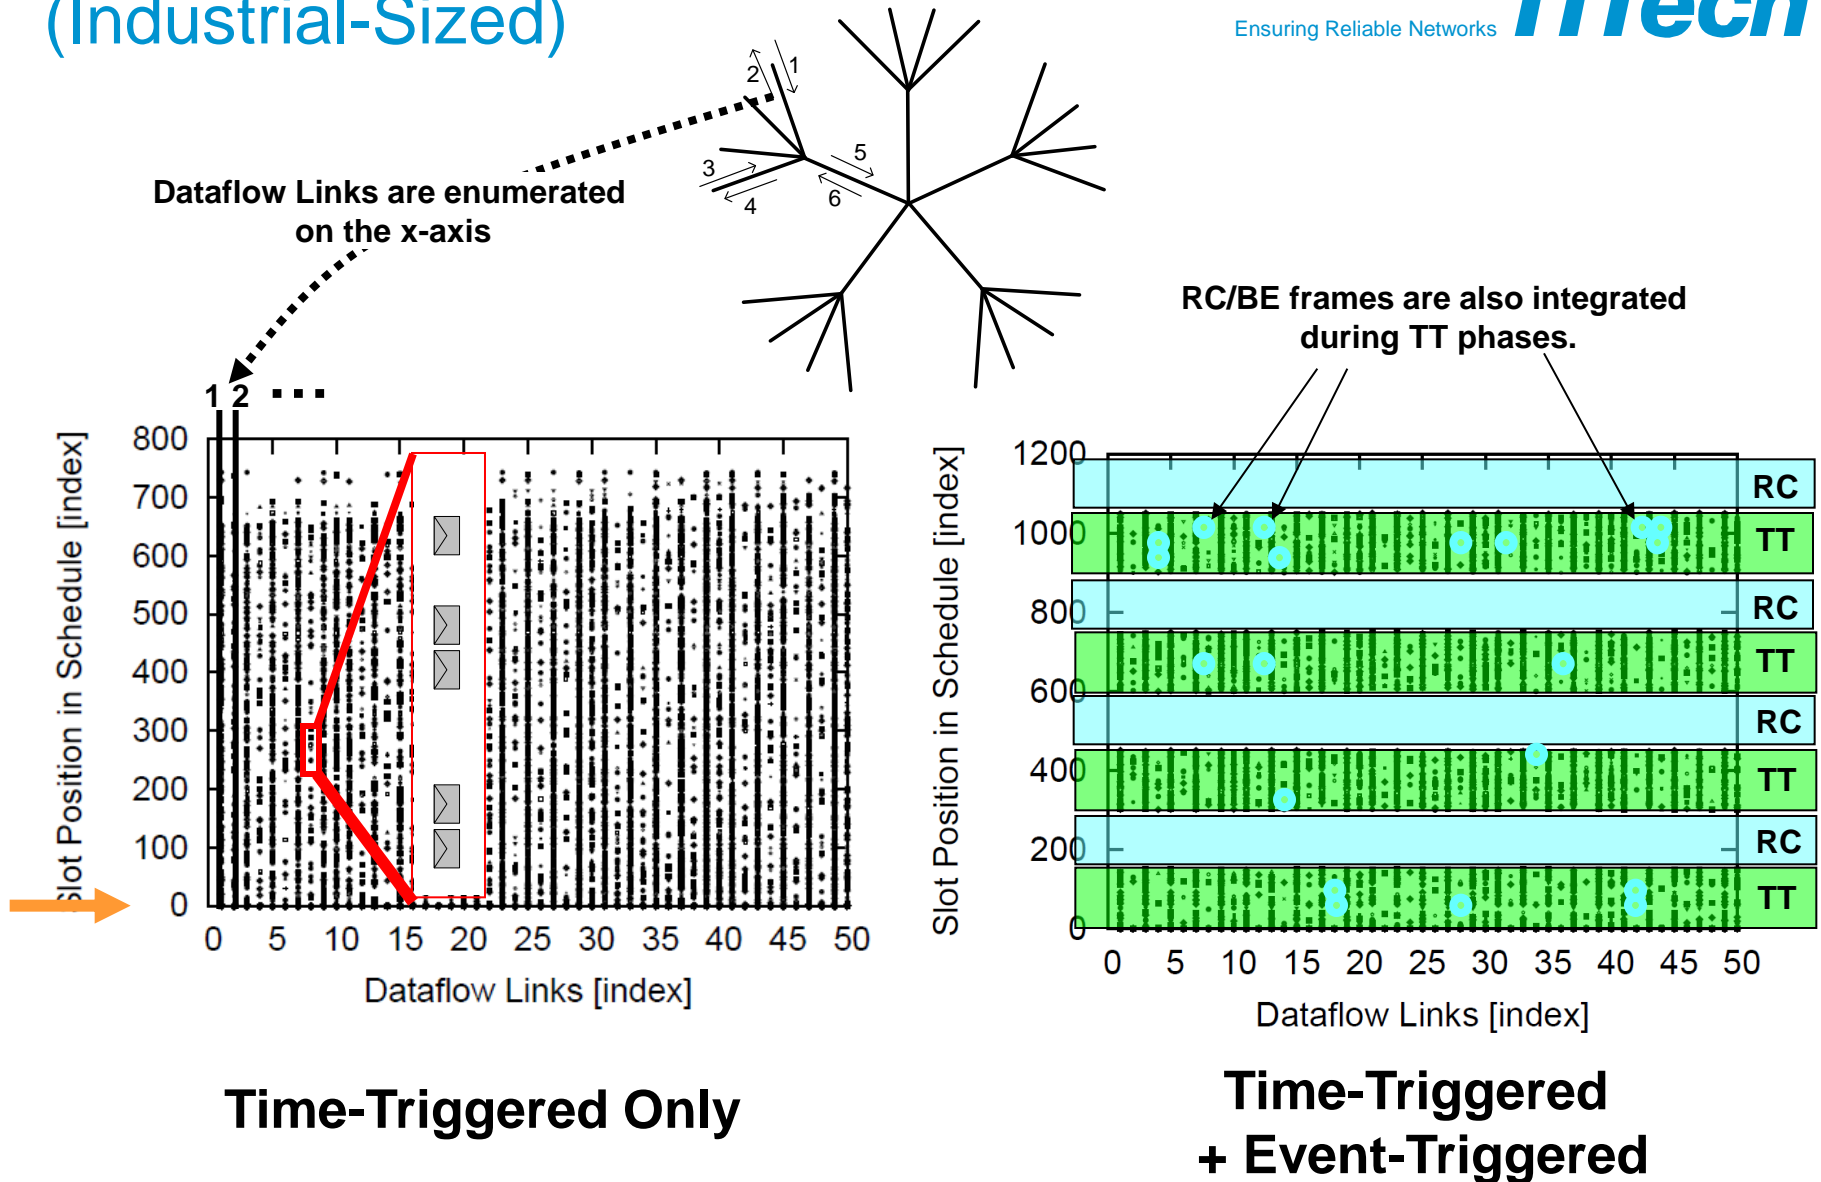 (Industrial-Sized)
Ensuring Reliable Networks
TTTech
2
1
3
4
5
6
Dataflow Links are enumerated
on the x-axis
RC/BE frames are also integrated
during TT phases.
1 2 ...
Slot Position in Schedule [index]
800
700
600
500
400
300
200
100
0
0 5 10 15 20 25 30 35 40 45 50
Dataflow Links [index]
Time-Triggered Only
Slot Position in Schedule [index]
1200
1000
800
600
400
200
0
RC
TT
RC
TT
RC
TT
RC
TT
0 5 10 15 20 25 30 35 40 45 50
Dataflow Links [index]
Time-Triggered
+ Event-Triggered